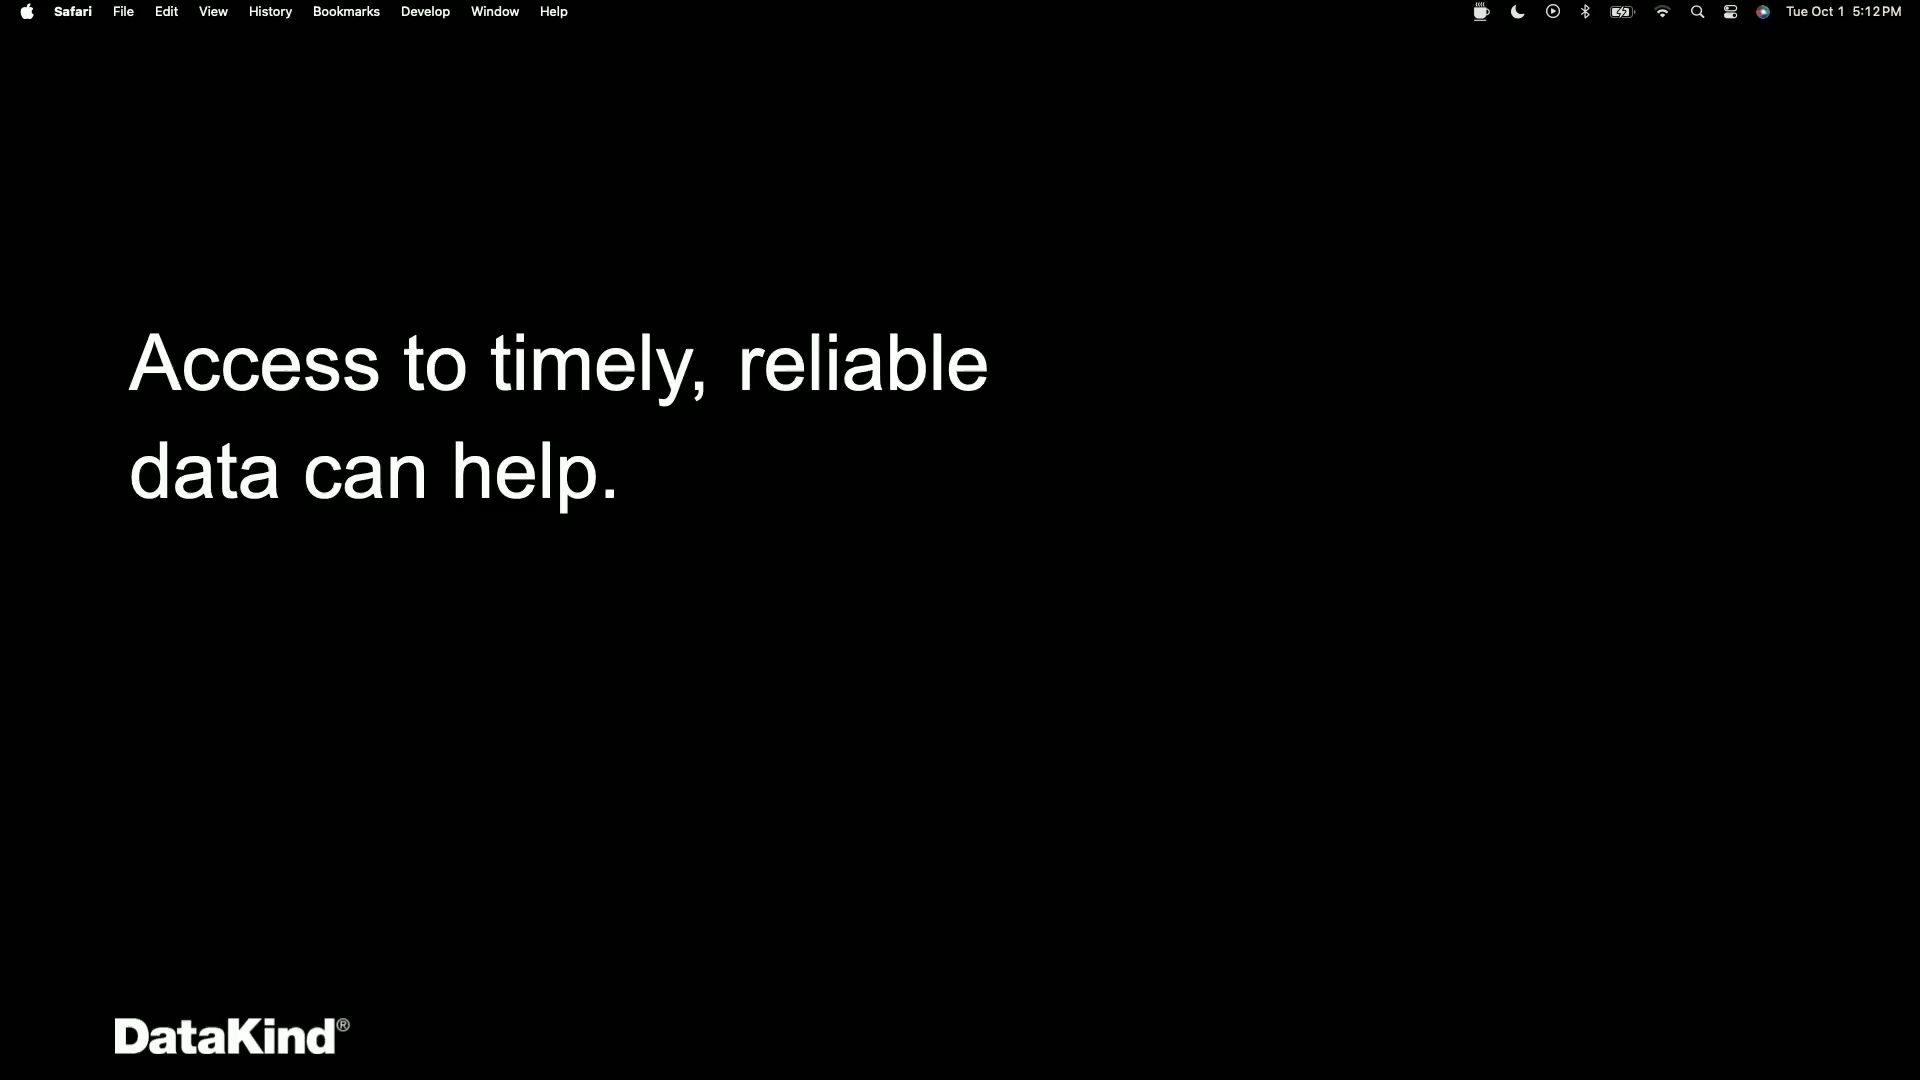 Safari File Edit View History Bookmarks Develop Window Help Tue Oct 1 5:12 PM
Access to timely, reliable
data can help.
DataKind®